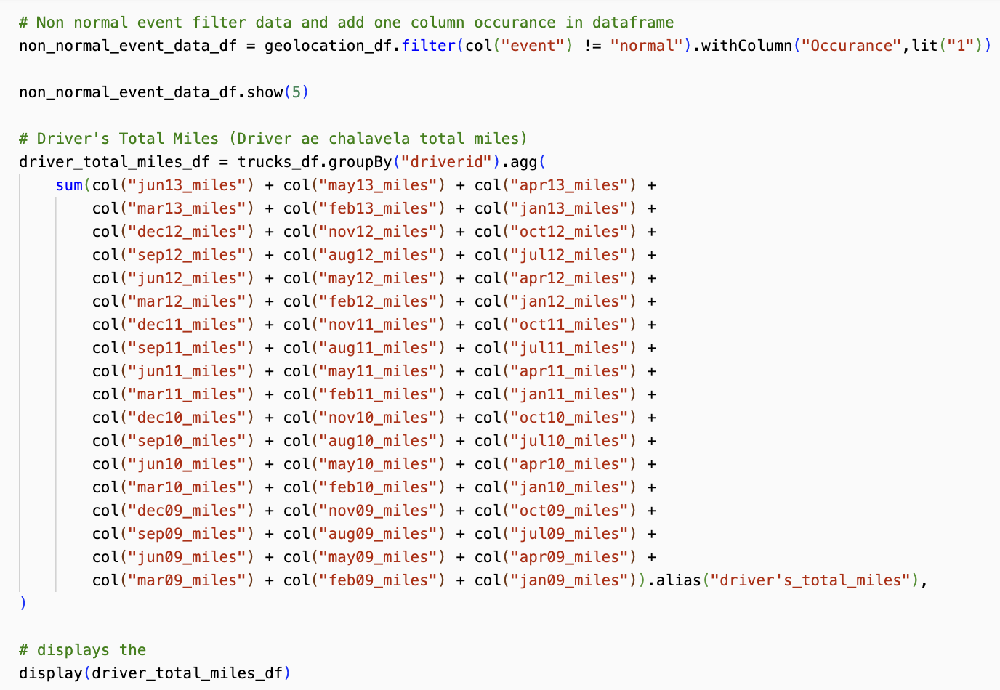 # Non normal event filter data and add one column occurance in dataframe
non_normal_event_data_df = geolocation_df.filter(col("event") != "normal").withColumn("Occurance",lit("1"))
non_normal_event_data_df.show(5)
# Driver's Total Miles (Driver ae chalavela total miles)
driver_total_miles_df = trucks_df.groupBy("driverid").agg(
sum(col("jun13_miles") + col("may13_miles") + col("apr13_miles") +
col("mar13_miles") + col("feb13_miles") + col("jan13_miles") +
col("dec12_miles") + col("nov12_miles") + col("oct12_miles") +
col("sep12_miles") + col("aug12_miles") + col("jul12_miles") +
col("jun12_miles") + col("may12_miles") + col("apr12_miles") +
col("mar12_miles") + col("feb12_miles") + col("jan12_miles") +
col("dec11_miles") + col("nov11_miles") + col("oct11_miles") +
col("sep11_miles") + col("aug11_miles") + col("jul11_miles") +
col("jun11_miles") + col("may11_miles") + col("apr11_miles") +
col("mar11_miles") + col("feb11_miles") + col("jan11_miles") +
col("dec10_miles") + col("nov10_miles") + col("oct10_miles") +
col("sep10_miles") + col("aug10_miles") + col("jul10_miles") +
col("jun10_miles") + col("may10_miles") + col("apr10_miles") +
col("mar10_miles") + col("feb10_miles") + col("jan10_miles") +
col("dec09_miles") + col("nov09_miles") + col("oct09_miles") +
col("sep09_miles") + col("aug09_miles") + col("jul09_miles") +
col("jun09_miles") + col("may09_miles") + col("apr09_miles") +
col("mar09_miles") + col("feb09_miles") + col("jan09_miles")).alias("driver's_total_miles"),
)
# displays the
display(driver_total_miles_df)